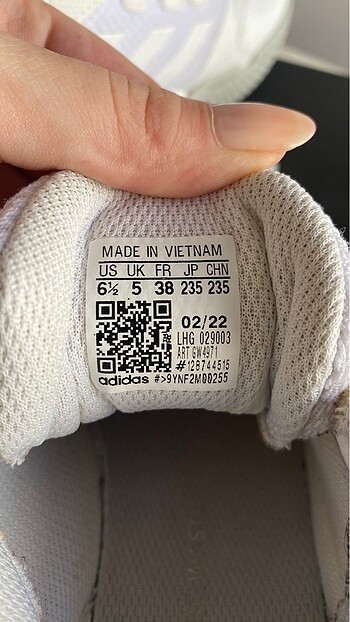 MADE IN VIETNAM
US UK FR JP CHN
6½ 5 38 235 235
02/22
LHG 029003
ART GW4971
#128744515
adidas #>9YNF2M00255